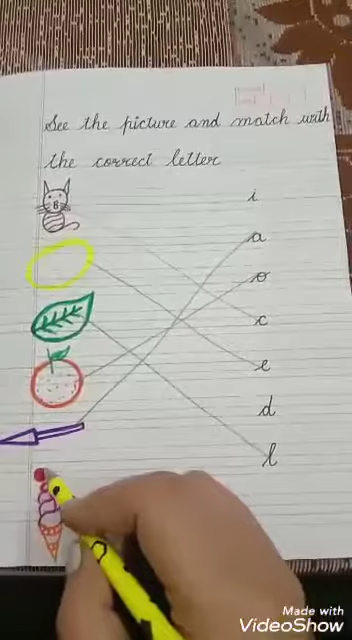 See the picture and match with
the correct letter
i
a
o
c
e
d
l
Made with
VideoShow